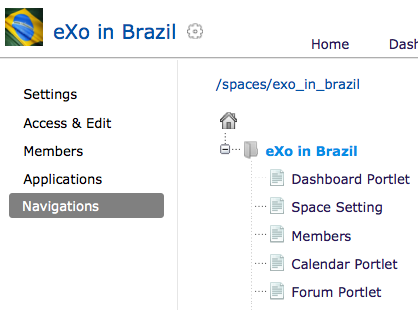 eXo in Brazil
Home
Settings
Access & Edit
Members
Applications
Navigations
/spaces/exo_in_brazil
eXo in Brazil
Dashboard Portlet
Space Setting
Members
Calendar Portlet
Forum Portlet